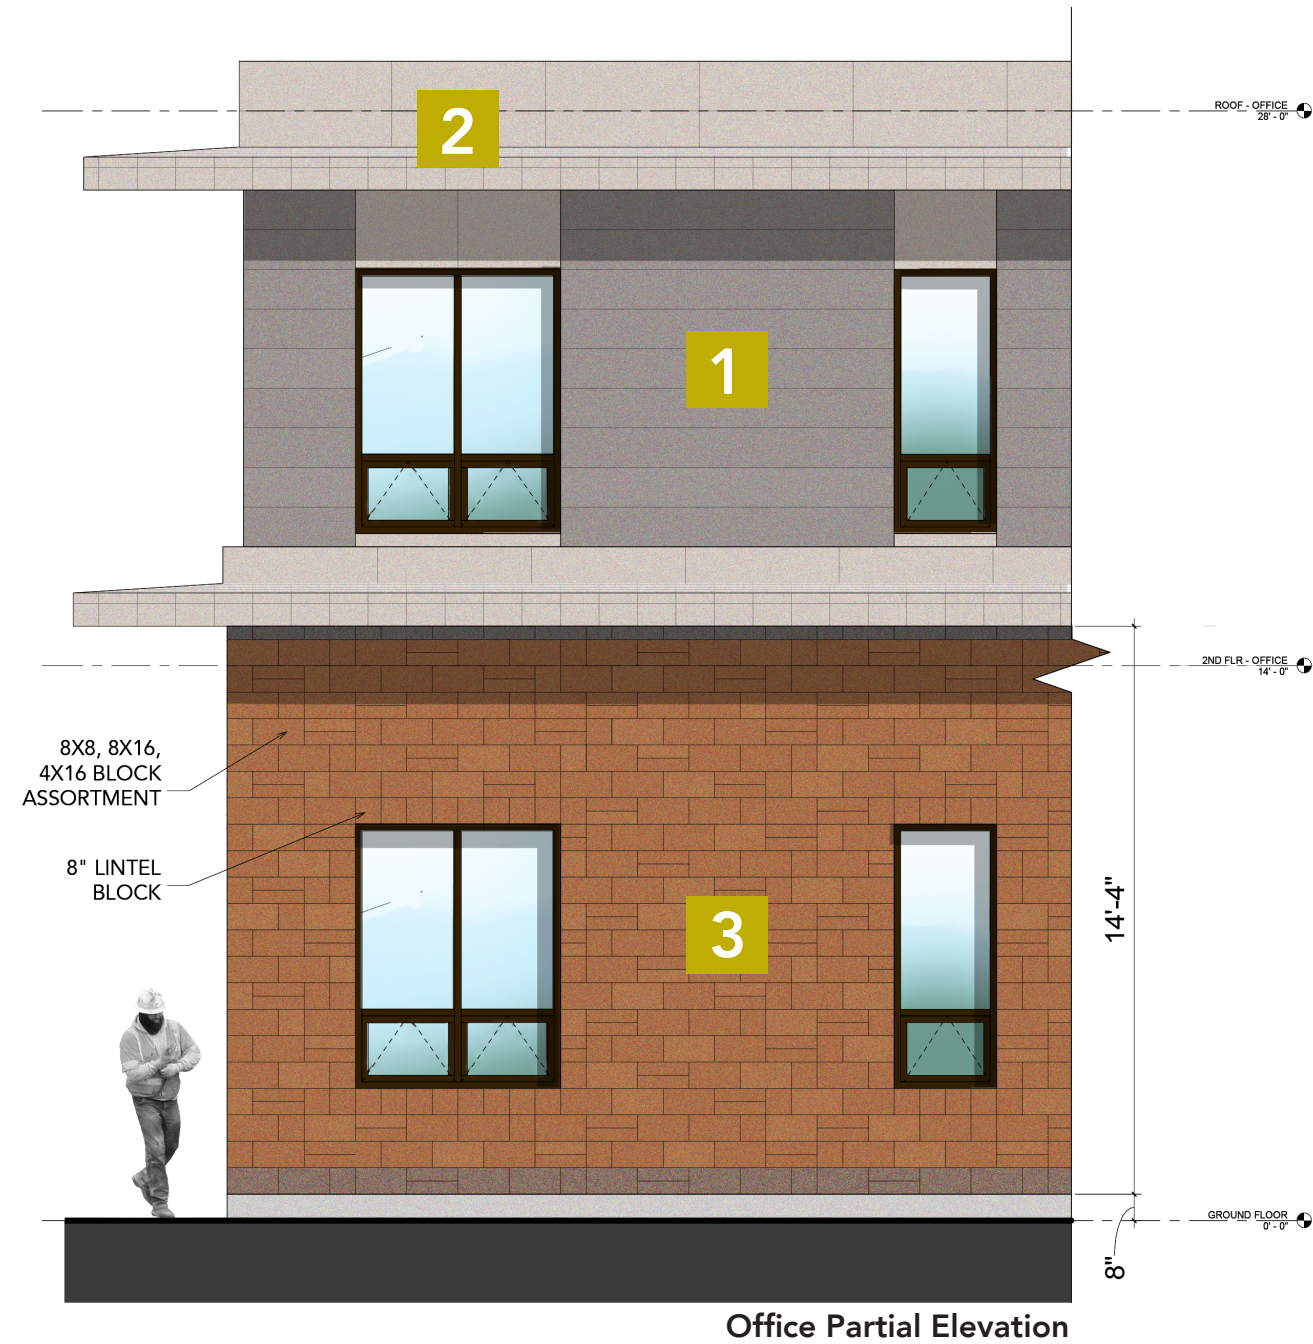 ROOF - OFFICE
28' - 0"
2
1
2ND FLR - OFFICE
14' - 0"
8X8, 8X16,
4X16 BLOCK
ASSORTMENT
8" LINTEL
BLOCK
3
14'-4"
GROUND FLOOR
0' - 0"
8"
Office Partial Elevation